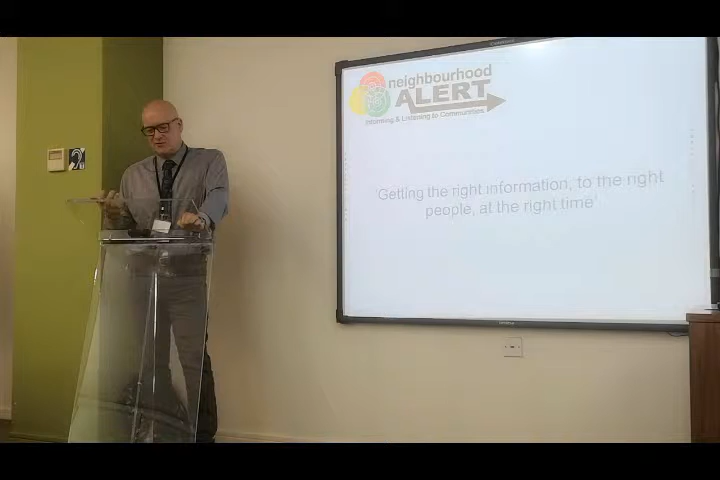 neighbourhood
ALERT
Informing & Listening to Communities
'Getting the right information, to the right
people, at the right time'